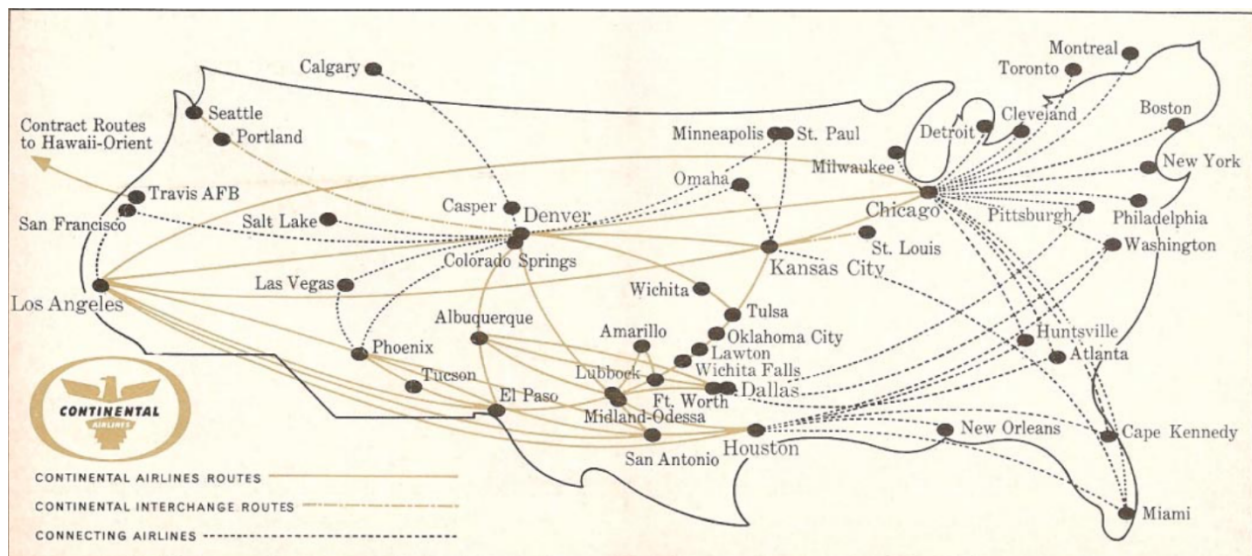 Montreal
Toronto
Calgary
Boston
Seattle
Cleveland
Contract Routes
to Hawaii-Orient
Portland
Minneapolis
St. Paul
Detroit
Milwaukee
New York
Omaha
Travis AFB
San Francisco
Salt Lake
Casper
Denver
Chicago
Pittsburgh
Philadelphia
St. Louis
Washington
Colorado Springs
Kansas City
Las Vegas
Wichita
Los Angeles
Albuquerque
Tulsa
Amarillo
Oklahoma City
Huntsville
Phoenix
Lawton
Atlanta
Lubbock
Wichita Falls
Tucson
Dallas
El Paso
Ft. Worth
Midland-Odessa
CONTINENTAL
AIRLINES
New Orleans
Cape Kennedy
Houston
San Antonio
CONTINENTAL AIRLINES ROUTES
CONTINENTAL INTERCHANGE ROUTES
Miami
CONNECTING AIRLINES